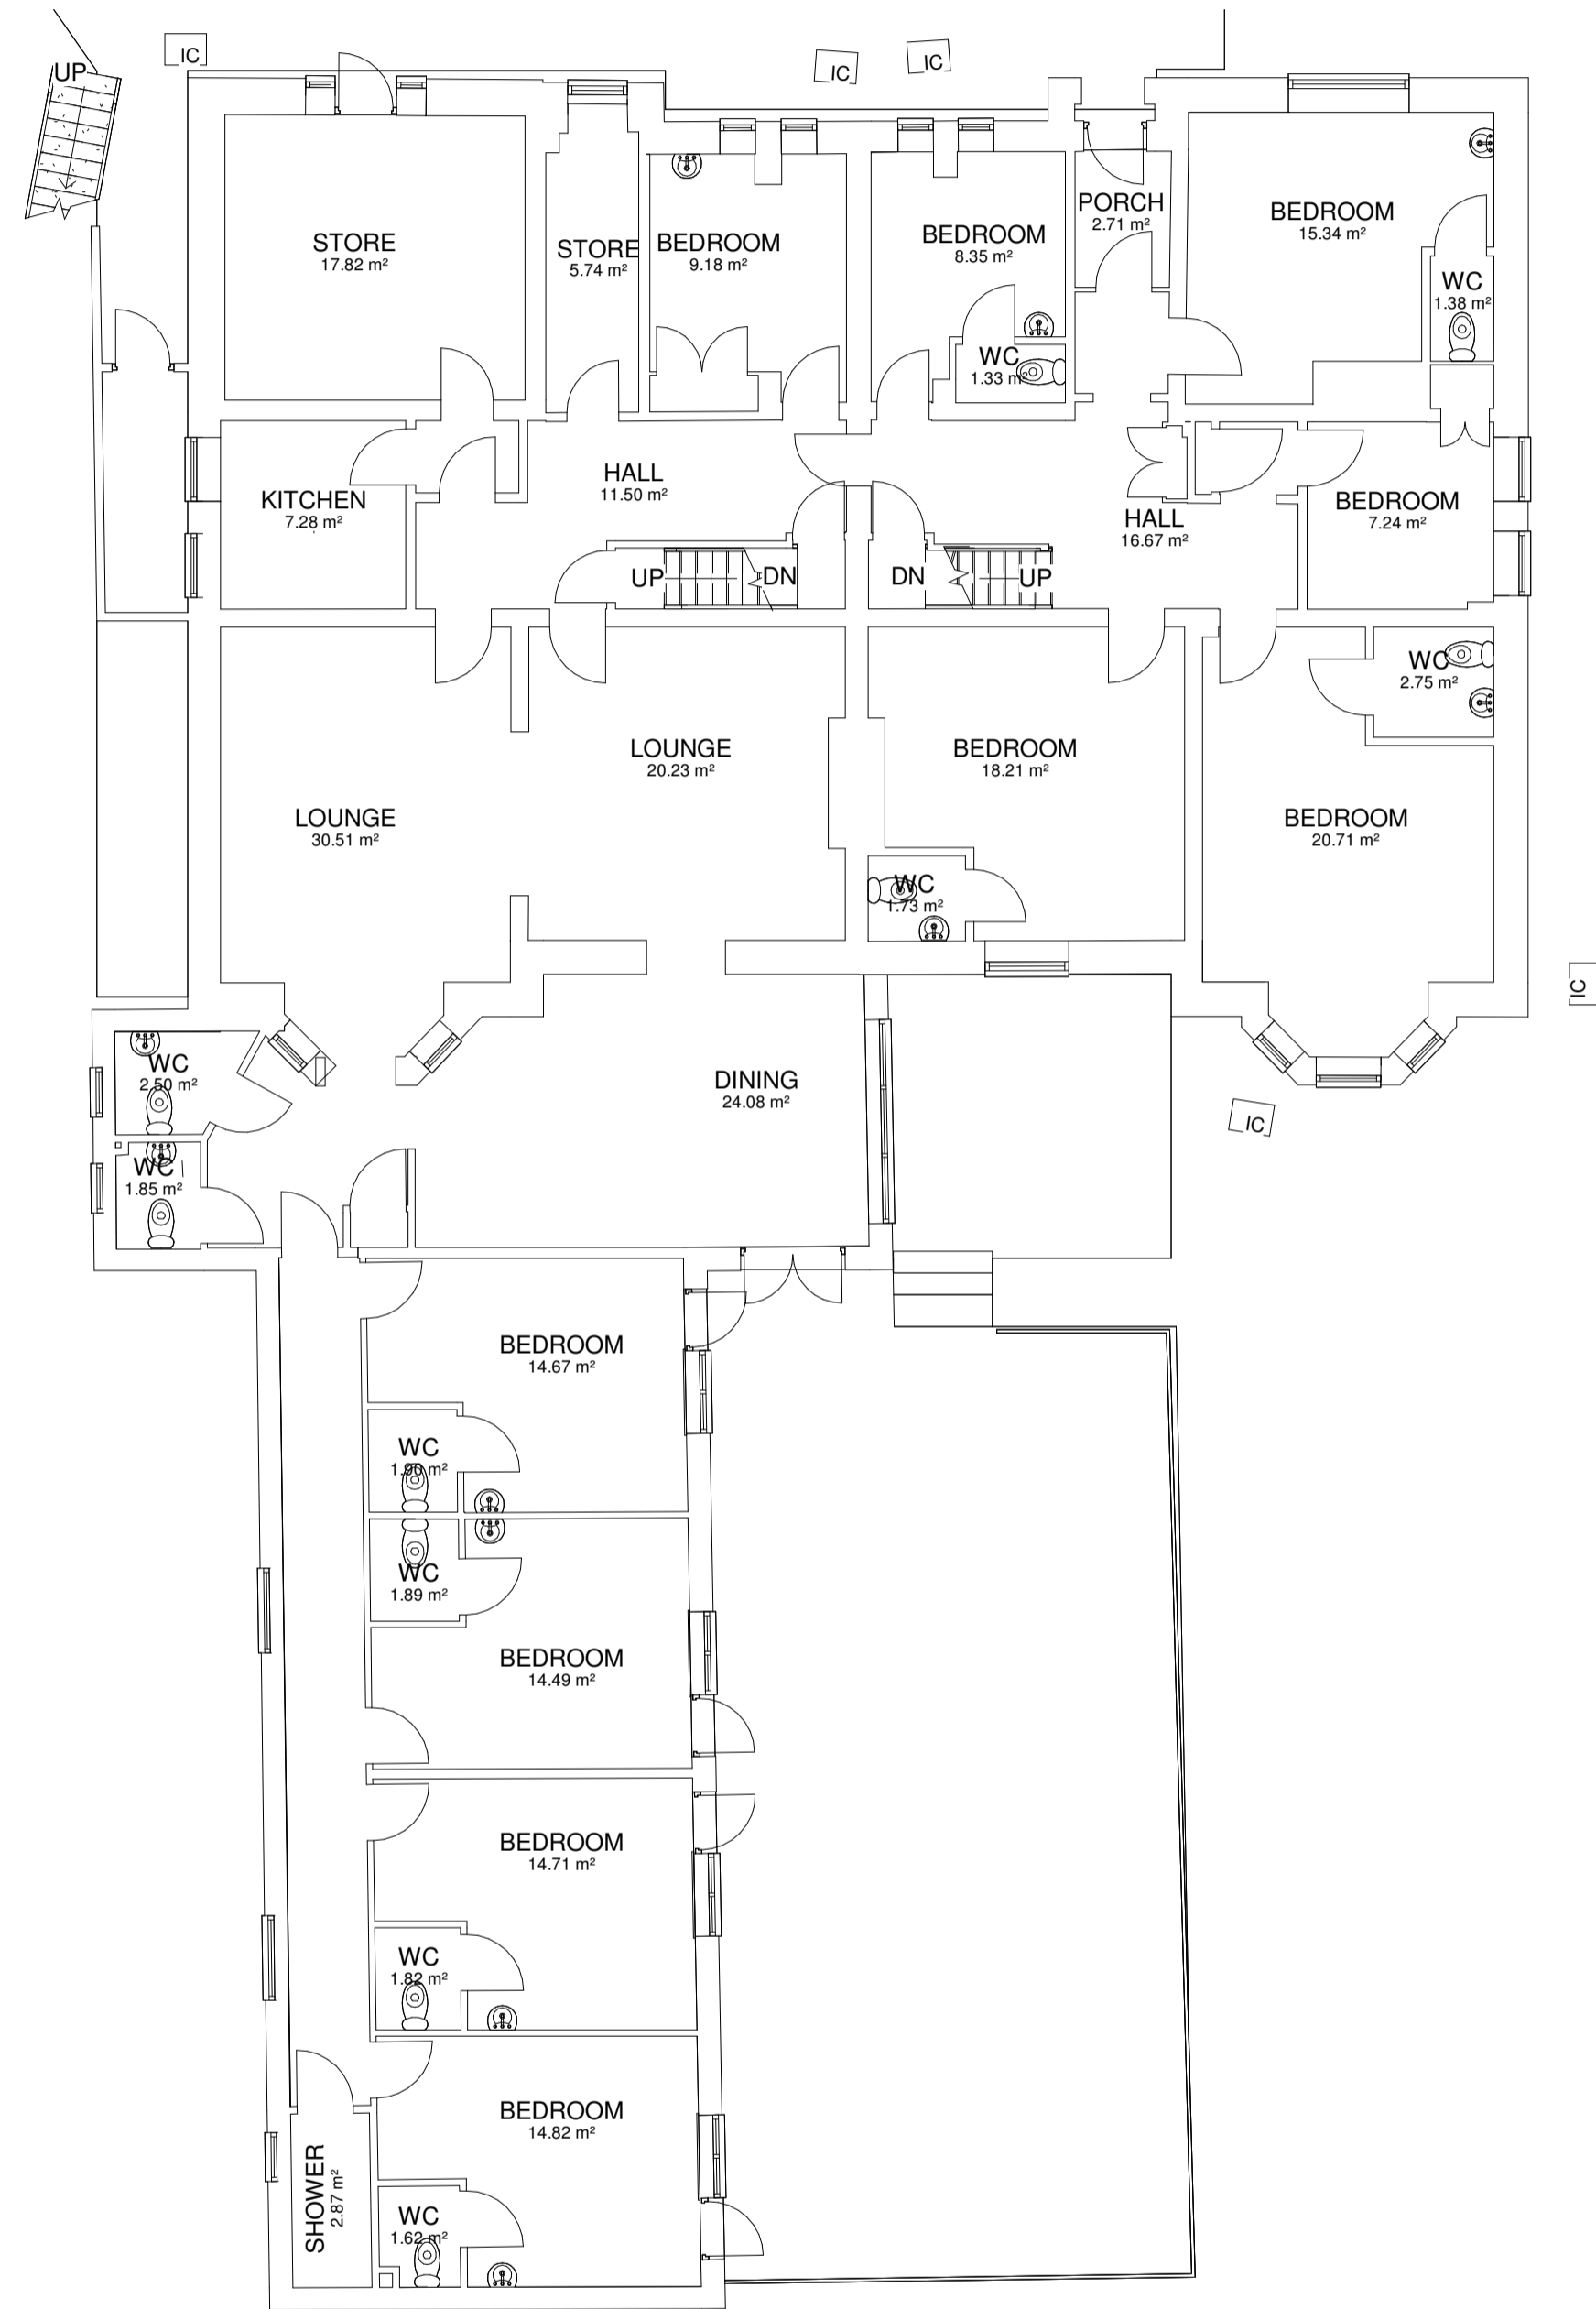 IC
IC
IC
UP
STORE
17.82 m²
STORE
5.74 m²
BEDROOM
9.18 m²
BEDROOM
8.35 m²
PORCH
2.71 m²
BEDROOM
15.34 m²
WC
1.38 m²
WC
1.33 m²
KITCHEN
7.28 m²
HALL
11.50 m²
HALL
16.67 m²
BEDROOM
7.24 m²
UP
DN
DN
UP
WC
2.75 m²
LOUNGE
20.23 m²
BEDROOM
18.21 m²
LOUNGE
30.51 m²
BEDROOM
20.71 m²
WC
1.73 m²
IC
WC
2.50 m²
DINING
24.08 m²
IC
WC
1.85 m²
BEDROOM
14.67 m²
WC
1.90 m²
WC
1.89 m²
BEDROOM
14.49 m²
BEDROOM
14.71 m²
WC
1.82 m²
BEDROOM
14.82 m²
SHOWER
2.87 m²
WC
1.62 m²